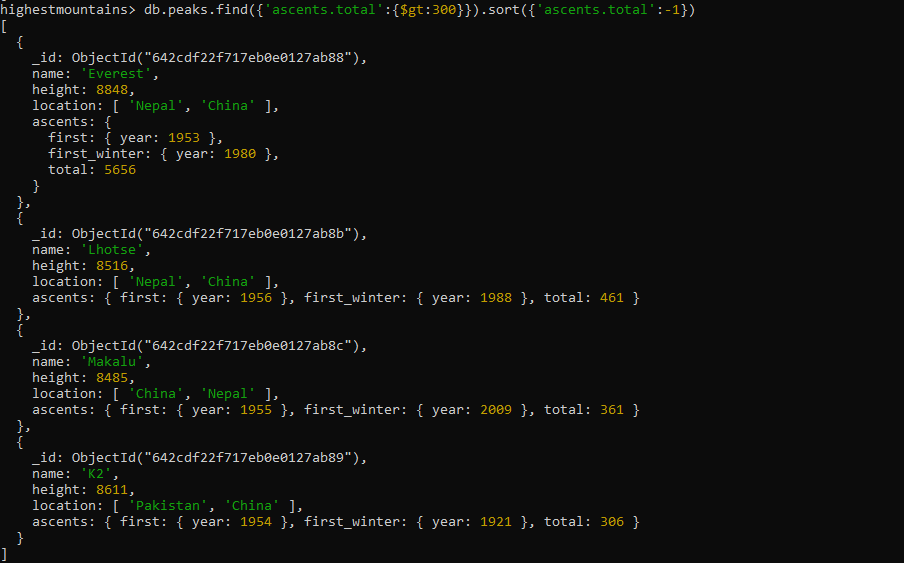 highestmountains> db.peaks.find({'ascents.total':{$gt:300}}).sort({'ascents.total':-1})
[
  {
    _id: ObjectId("642cdf22f717eb0e0127ab88"),
    name: 'Everest',
    height: 8848,
    location: [ 'Nepal', 'China' ],
    ascents: {
      first: { year: 1953 },
      first_winter: { year: 1980 },
      total: 5656
    }
  },
  {
    _id: ObjectId("642cdf22f717eb0e0127ab8b"),
    name: 'Lhotse',
    height: 8516,
    location: [ 'Nepal', 'China' ],
    ascents: { first: { year: 1956 }, first_winter: { year: 1988 }, total: 461 }
  },
  {
    _id: ObjectId("642cdf22f717eb0e0127ab8c"),
    name: 'Makalu',
    height: 8485,
    location: [ 'China', 'Nepal' ],
    ascents: { first: { year: 1955 }, first_winter: { year: 2009 }, total: 361 }
  },
  {
    _id: ObjectId("642cdf22f717eb0e0127ab89"),
    name: 'K2',
    height: 8611,
    location: [ 'Pakistan', 'China' ],
    ascents: { first: { year: 1954 }, first_winter: { year: 1921 }, total: 306 }
  }
]